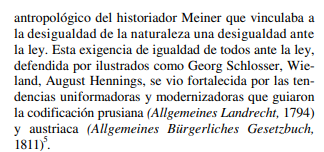 antropológico del historiador Meiner que vinculaba a
la desigualdad de la naturaleza una desigualdad ante
la ley. Esta exigencia de igualdad de todos ante la ley,
defendida por ilustrados como Georg Schlosser, Wie-
land, August Hennings, se vio fortalecida por las ten-
dencias uniformadoras y modernizadoras que guiaron
la codificación prusiana (Allgemeines Landrecht, 1794)
y austriaca (Allgemeines Bürgerliches Gesetzbuch,
1811)⁵.